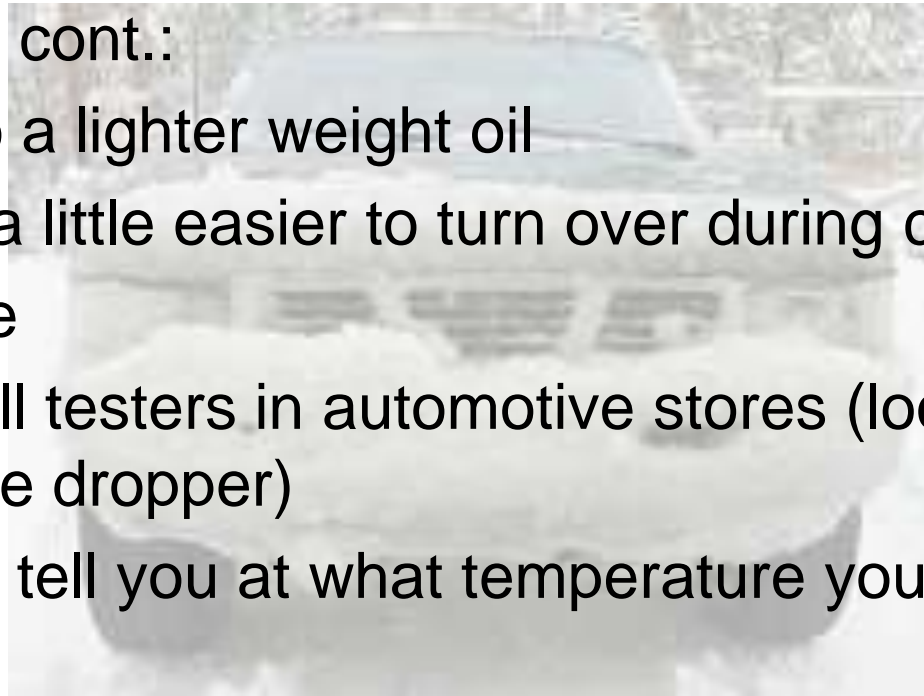 cont.:
a lighter weight oil
a little easier to turn over during
e
ll testers in automotive stores (loo
e dropper)
tell you at what temperature you